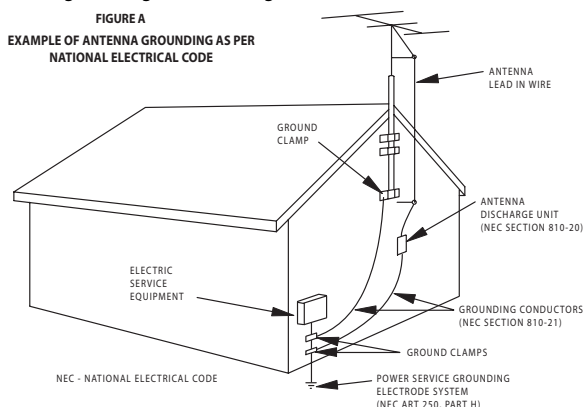 FIGURE A
EXAMPLE OF ANTENNA GROUNDING AS PER
NATIONAL ELECTRICAL CODE
ANTENNA
LEAD IN WIRE
GROUND
CLAMP
ANTENNA
DISCHARGE UNIT
(NEC SECTION 810-20)
ELECTRIC
SERVICE
EQUIPMENT
GROUNDING CONDUCTORS
(NEC SECTION 810-21)
GROUND CLAMPS
NEC - NATIONAL ELECTRICAL CODE
POWER SERVICE GROUNDING
ELECTRODE SYSTEM
(NEC ART 250, PART H)